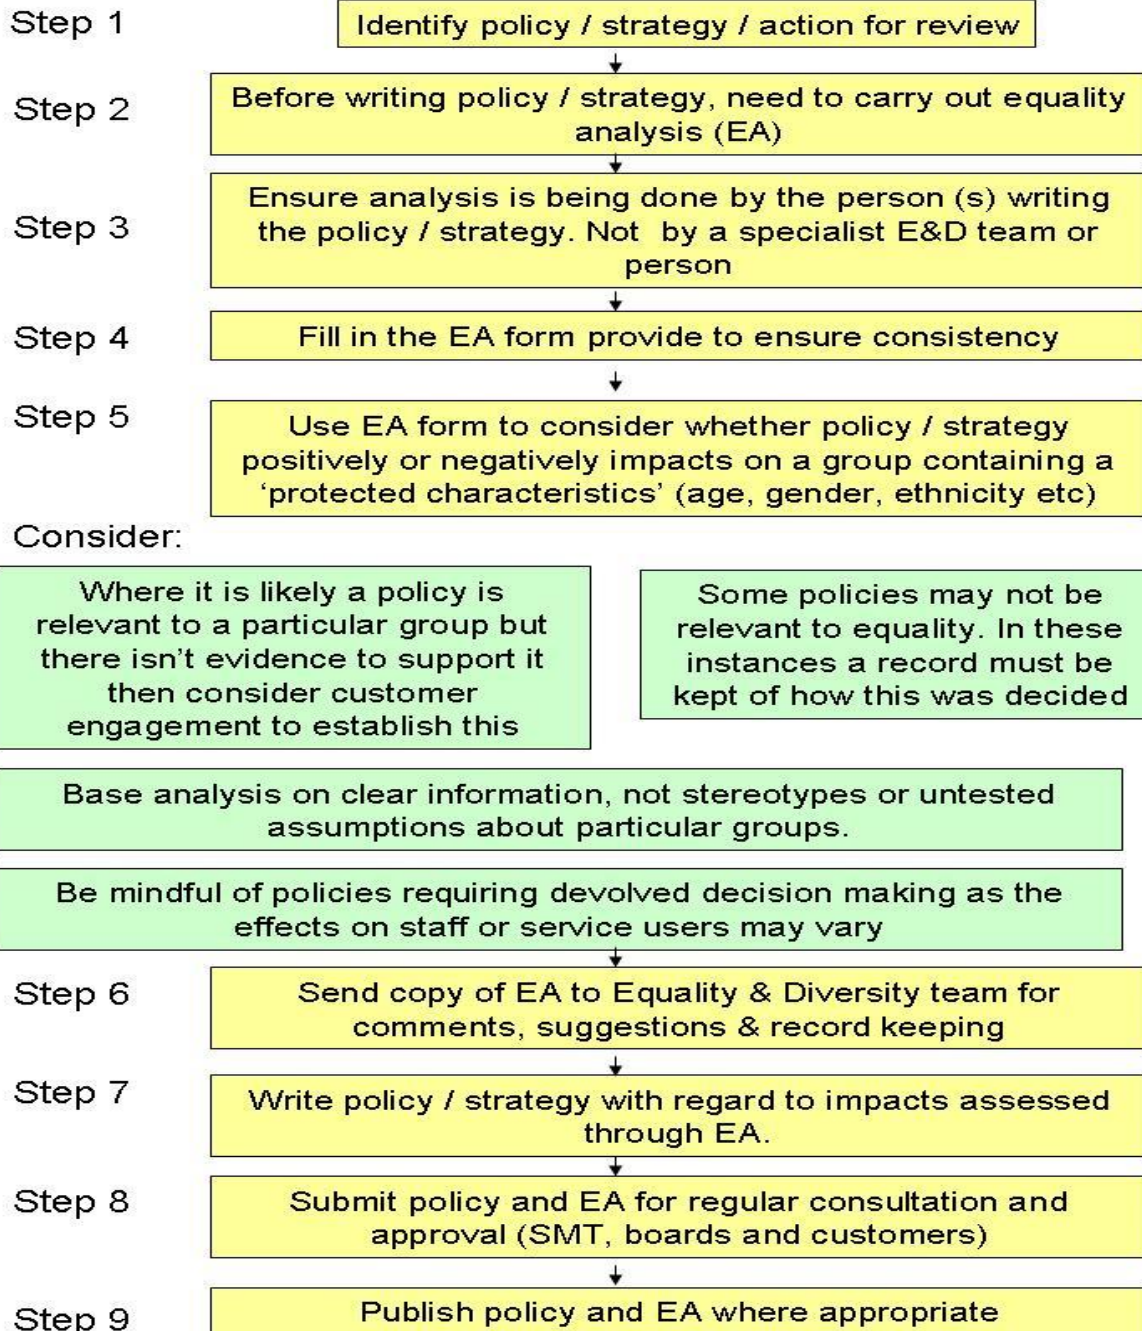 Step 1
Identify policy / strategy / action for review
Step 2
Before writing policy / strategy, need to carry out equality
analysis (EA)
Step 3
Ensure analysis is being done by the person (s) writing
the policy / strategy. Not by a specialist E&D team or
person
Step 4
Fill in the EA form provide to ensure consistency
Step 5
Use EA form to consider whether policy / strategy
positively or negatively impacts on a group containing a
‘protected characteristics’ (age, gender, ethnicity etc)
Consider:
Where it is likely a policy is
relevant to a particular group but
there isn’t evidence to support it
then consider customer
engagement to establish this
Some policies may not be
relevant to equality. In these
instances a record must be
kept of how this was decided
Base analysis on clear information, not stereotypes or untested
assumptions about particular groups.
Be mindful of policies requiring devolved decision making as the
effects on staff or service users may vary
Step 6
Send copy of EA to Equality & Diversity team for
comments, suggestions & record keeping
Step 7
Write policy / strategy with regard to impacts assessed
through EA.
Step 8
Submit policy and EA for regular consultation and
approval (SMT, boards and customers)
Step 9
Publish policy and EA where appropriate